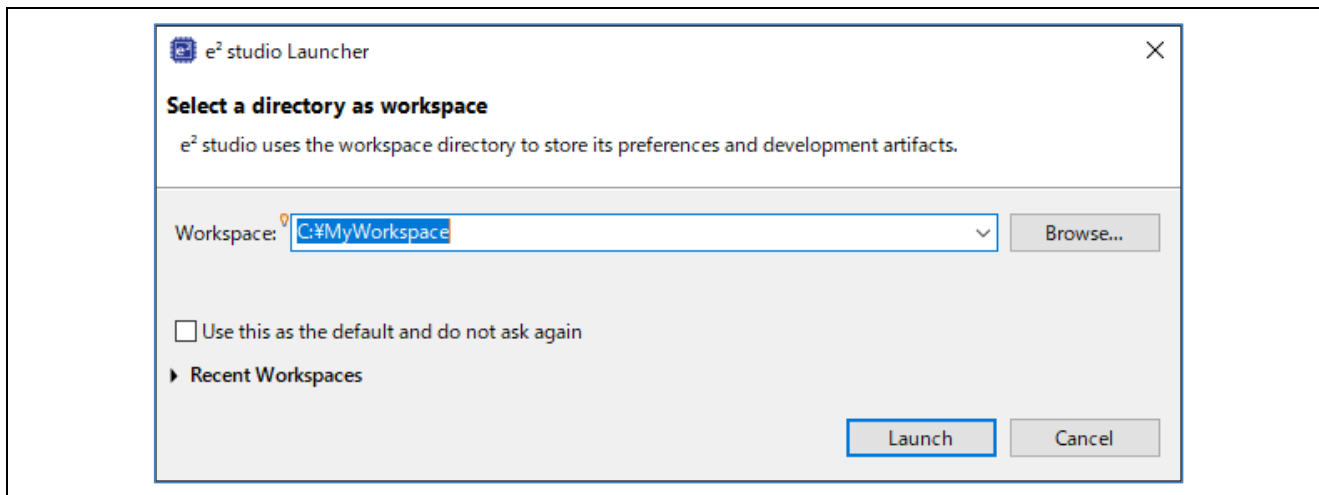 e² studio Launcher
Select a directory as workspace
e² studio uses the workspace directory to store its preferences and development artifacts.
Workspace: C:¥MyWorkspace Browse...
Use this as the default and do not ask again
Recent Workspaces
Launch Cancel